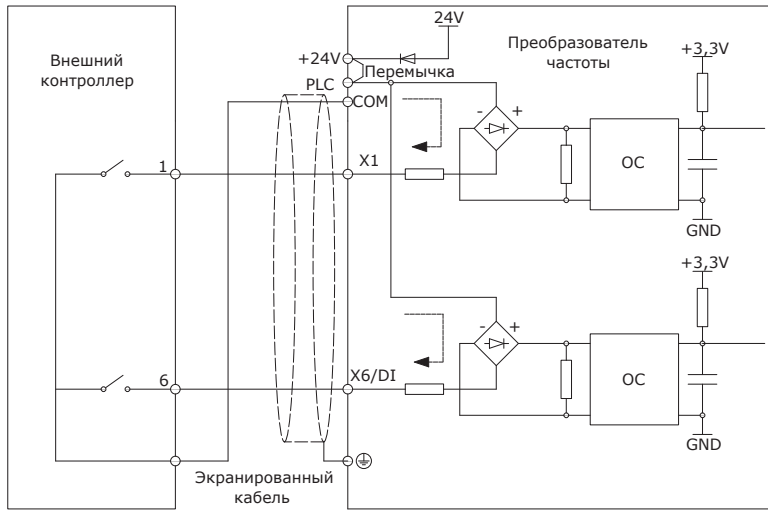 24V
Внешний
контроллер
+24V
Преобразователь
частоты
+3,3V
Перемычка
PLC
COM
-
+
1
X1
OC
GND
+3,3V
-
+
6
X6/DI
OC
GND
Экранированный
кабель